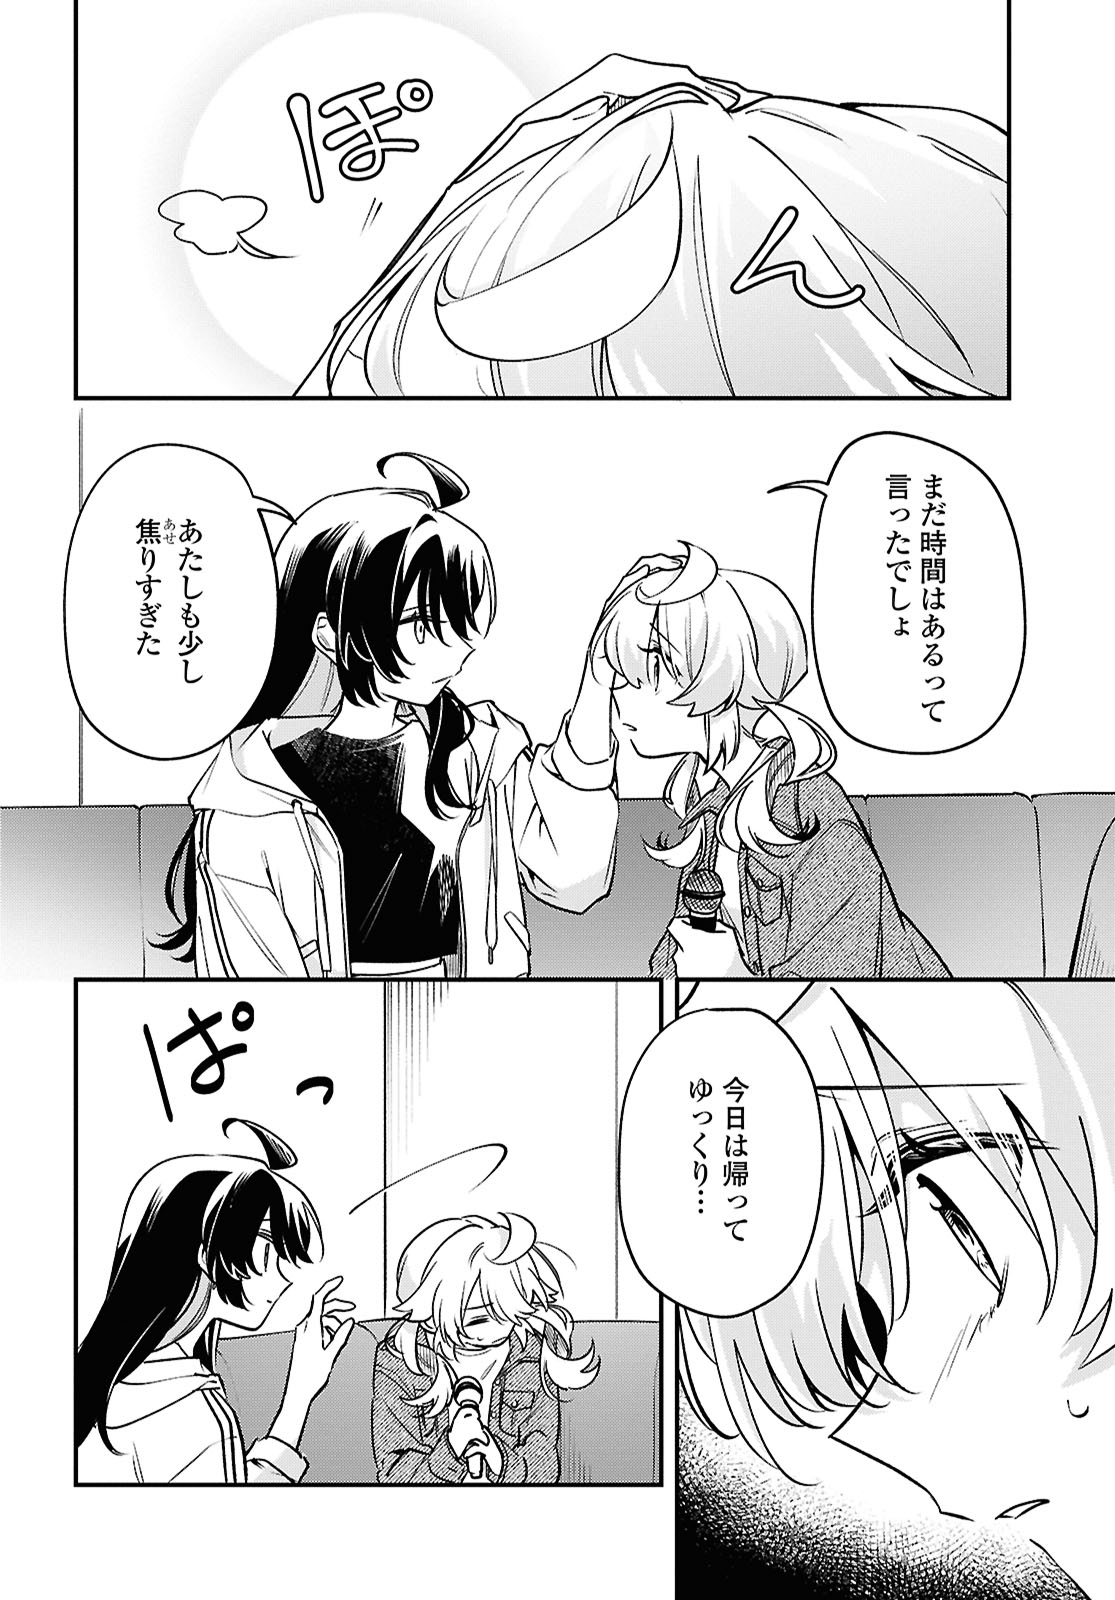 ぽん
まだ時間はあるって
言ったでしょ
あたしも少し
焦りすぎた
あせ
今日は帰って
ゆっくり…
ぱっ